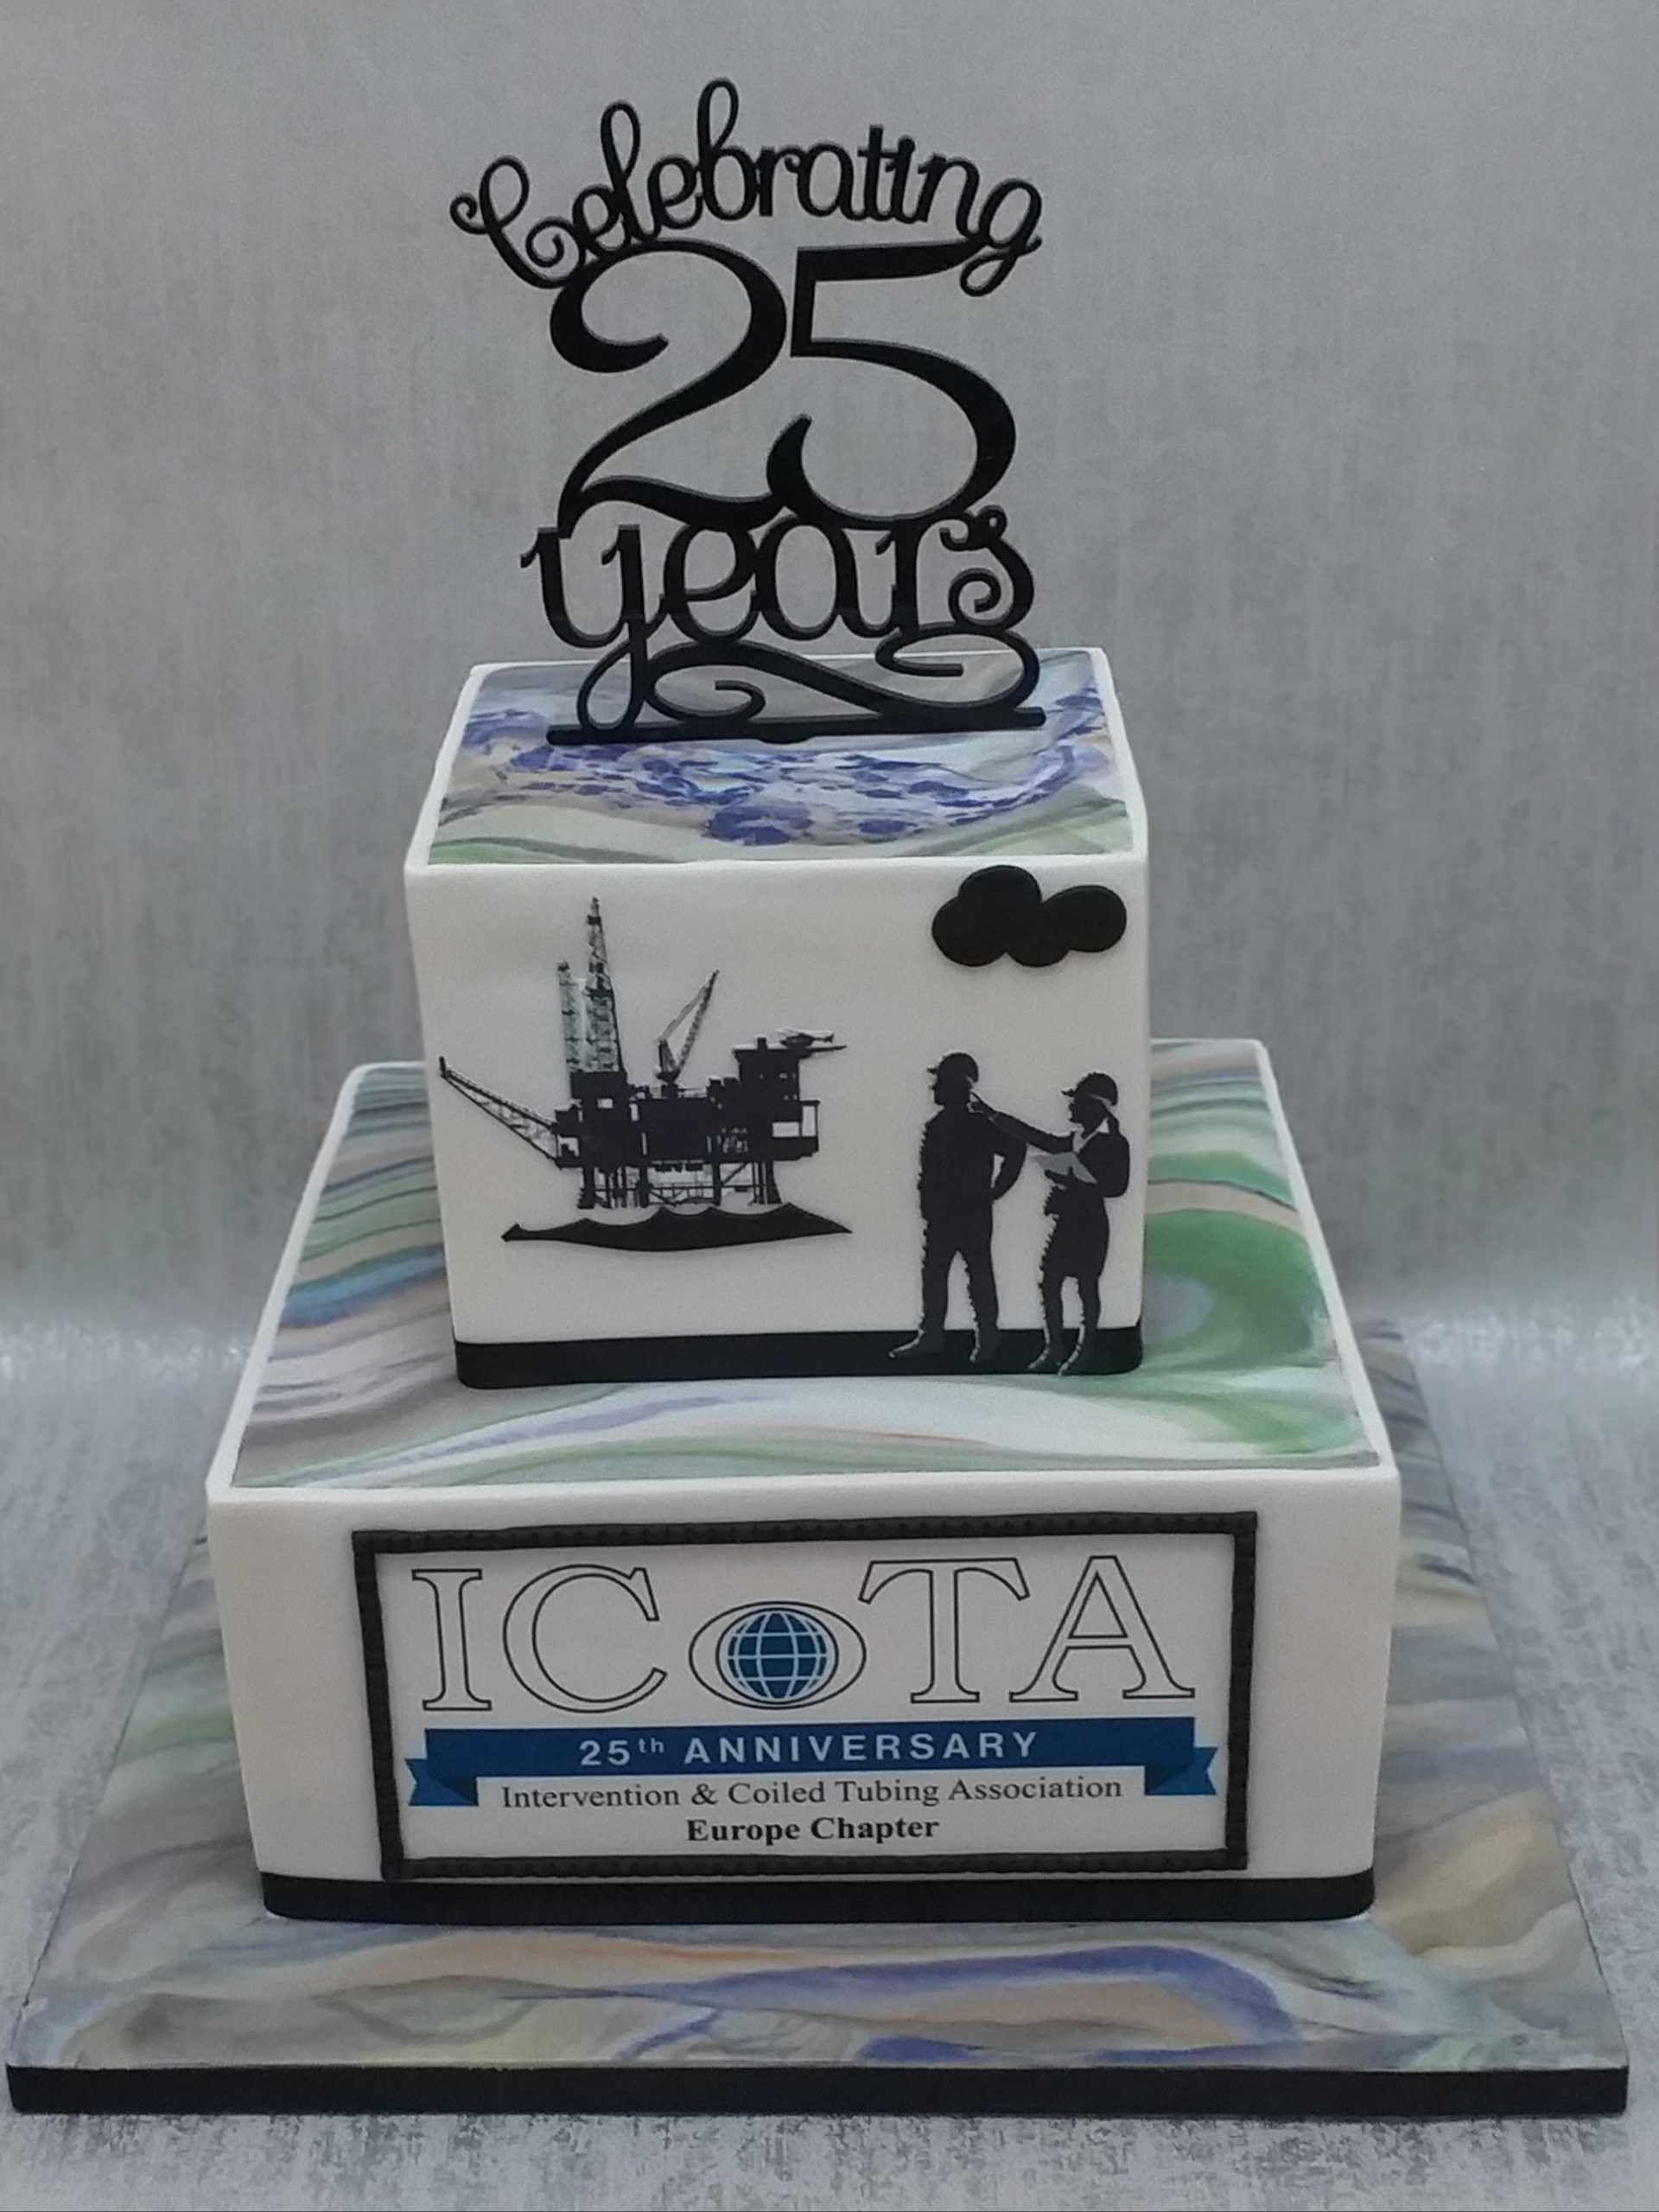 Celebrating
25
years
ICOTA
25th ANNIVERSARY
Intervention & Coiled Tubing Association
Europe Chapter